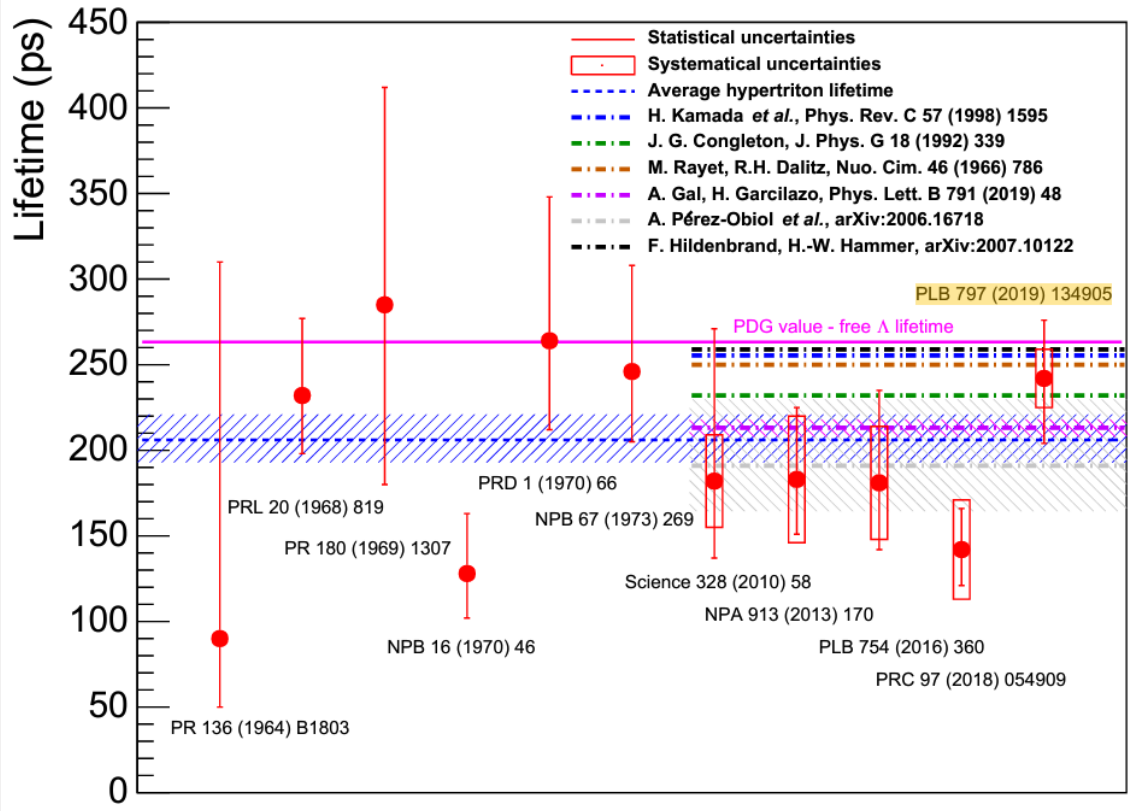 Lifetime (ps)
450
400
350
300
250
200
150
100
50
0
Statistical uncertainties
Systematical uncertainties
Average hypertriton lifetime
H. Kamada et al., Phys. Rev. C 57 (1998) 1595
J. G. Congleton, J. Phys. G 18 (1992) 339
M. Rayet, R.H. Dalitz, Nuo. Cim. 46 (1966) 786
A. Gal, H. Garcilazo, Phys. Lett. B 791 (2019) 48
A. Pérez-Obiol et al., arXiv:2006.16718
F. Hildenbrand, H.-W. Hammer, arXiv:2007.10122
PLB 797 (2019) 134905
PDG value - free Λ lifetime
PRD 1 (1970) 66
PRL 20 (1968) 819
NPB 67 (1973) 269
PR 180 (1969) 1307
Science 328 (2010) 58
NPA 913 (2013) 170
NPB 16 (1970) 46
PLB 754 (2016) 360
PRC 97 (2018) 054909
PR 136 (1964) B1803